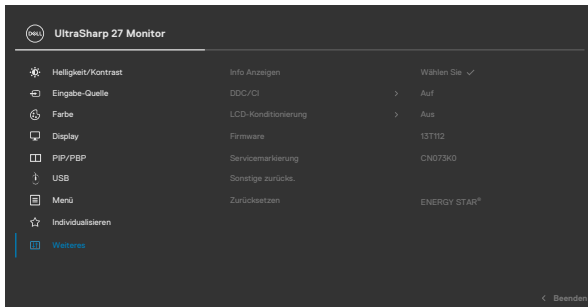 DELL UltraSharp 27 Monitor
Helligkeit/Kontrast Info Anzeigen Wählen Sie ✓
Eingabe-Quelle DDC/CI > Auf
Farbe LCD-Konditionierung > Aus
Display Firmware 13T112
PIP/PBP Servicemarkierung CN073K0
USB Sonstige zurücks.
Menü Zurücksetzen ENERGY STAR®
Individualisieren
Weiteres
< Beenden